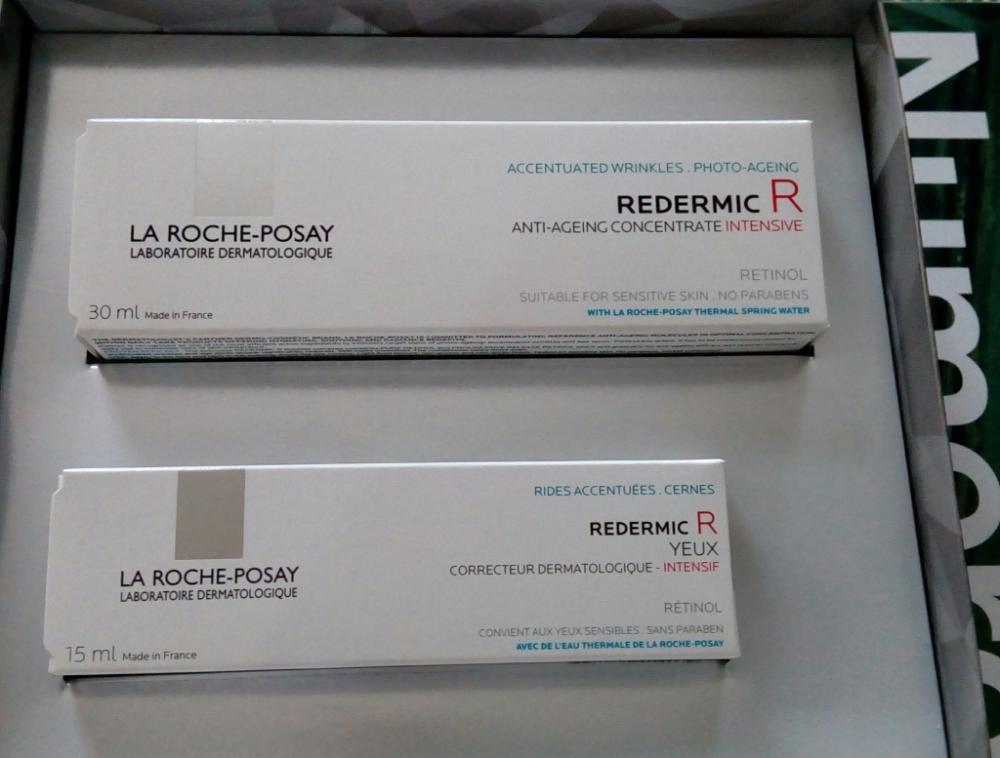 ACCENTUATED WRINKLES . PHOTO-AGEING
REDERMIC R
ANTI-AGEING CONCENTRATE INTENSIVE
LA ROCHE-POSAY
LABORATOIRE DERMATOLOGIQUE
RETINOL
SUITABLE FOR SENSITIVE SKIN . NO PARABENS
WITH LA ROCHE-POSAY THERMAL SPRING WATER
30 ml Made in France
RIDES ACCENTUÉES . CERNES
REDERMIC R
YEUX
CORRECTEUR DERMATOLOGIQUE - INTENSIF
LA ROCHE-POSAY
LABORATOIRE DERMATOLOGIQUE
RÉTINOL
CONVIENT AUX YEUX SENSIBLES . SANS PARABEN
AVEC DE L'EAU THERMALE DE LA ROCHE-POSAY
15 ml Made in France